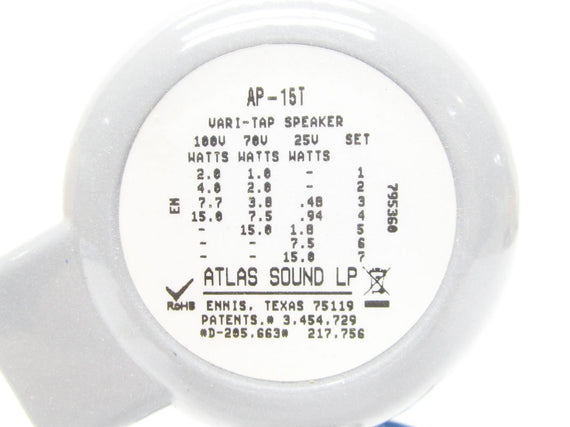 AP-15T
VARI-TAP SPEAKER
100V 70V 25V SET
WATTS WATTS WATTS
2.0 1.0 - 1
4.0 2.0 - 2
7.7 3.8 .48 3
15.0 7.5 .94 4
- 15.0 1.8 5
- - 7.5 6
- - 15.0 7
EN
795360
ATLAS SOUND LP
RoHS
ENNIS, TEXAS 75119
PATENTS.# 3.454.729
#D-205.663# 217.756